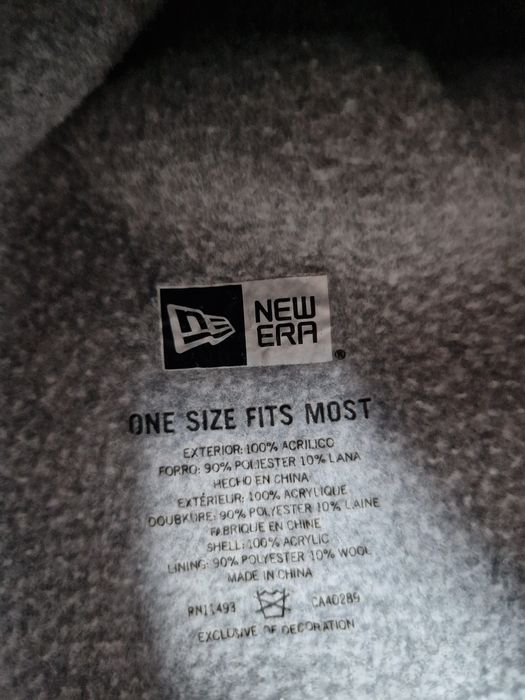 NEW
ERA
®
ONE SIZE FITS MOST
EXTERIOR: 100% ACRILICO
FORRO: 90% POLIESTER 10% LANA
HECHO EN CHINA
EXTÉRIEUR: 100% ACRYLIQUE
DOUBKURE: 90% POLYESTER 10% LAINE
FABRIQUE EN CHINE
SHELL: 100% ACRYLIC
LINING: 90% POLYESTER 10% WOOL
MADE IN CHINA
RN11493 CA40289
EXCLUSIVE OF DECORATION